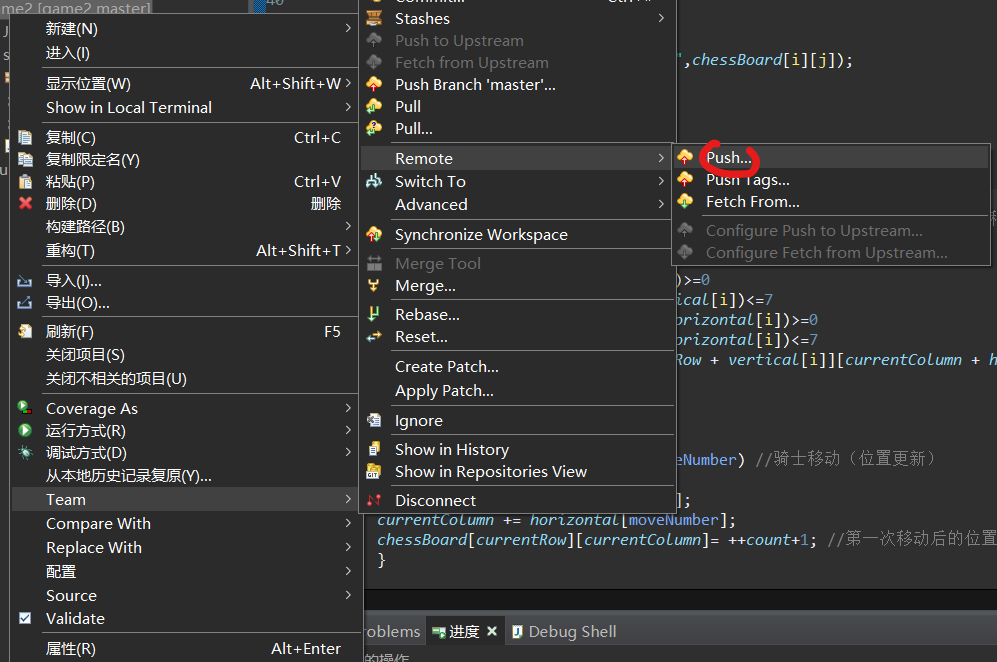 me2 [game2 master]
40
新建(N)
进入(I)
显示位置(W) Alt+Shift+W
Show in Local Terminal
复制(C) Ctrl+C
复制限定名(Y)
粘贴(P) Ctrl+V
删除(D) 删除
构建路径(B)
重构(T) Alt+Shift+T
导入(I)...
导出(O)...
刷新(F) F5
关闭项目(S)
关闭不相关的项目(U)
Coverage As
运行方式(R)
调试方式(D)
从本地历史记录复原(Y)...
Team
Compare With
Replace With
配置
Source
Validate
属性(R) Alt+Enter
Stashes
Push to Upstream
Fetch from Upstream
Push Branch 'master'...
Pull
Pull...
Remote
Switch To
Advanced
Synchronize Workspace
Merge Tool
Merge...
Rebase...
Reset...
Create Patch...
Apply Patch...
Ignore
Show in History
Show in Repositories View
Disconnect
Push...
Push Tags...
Fetch From...
Configure Push to Upstream...
Configure Fetch from Upstream...
",chessBoard[i][j]);
)>=0
ical[i])<=7
orizontal[i])>=0
orizontal[i])<=7
Row + vertical[i]][currentColumn + h
eNumber) //骑士移动（位置更新）
];
currentColumn += horizontal[moveNumber];
chessBoard[currentRow][currentColumn]= ++count+1; //第一次移动后的位置
}
roblems 进度 Debug Shell
的操作